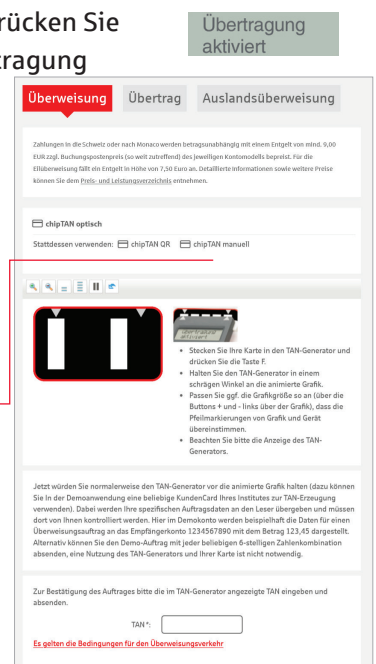 rücken Sie
tragung
Übertragung
aktiviert
Überweisung Übertrag Auslandsüberweisung
Zahlungen in die Schweiz oder nach Monaco werden betragsunabhängig mit einem Entgelt von mind. 9,00
EUR zzgl. Buchungspostenpreis (so weit zutreffend) des jeweiligen Kontomodells bepreist. Für die
Eilüberweisung fällt ein Entgelt in Höhe von 7,50 Euro an. Detaillierte Informationen sowie weitere Preise
können Sie dem Preis- und Leistungsverzeichnis entnehmen.
chipTAN optisch
Stattdessen verwenden: chipTAN QR chipTAN manuell
Übertragung
aktiviert
• Stecken Sie Ihre Karte in den TAN-Generator und
drücken Sie die Taste F.
• Halten Sie den TAN-Generator in einem
schrägen Winkel an die animierte Grafik.
• Passen Sie ggf. die Grafikgröße so an (über die
Buttons + und - links über der Grafik), dass die
Pfeilmarkierungen von Grafik und Gerät
übereinstimmen.
• Beachten Sie bitte die Anzeige des TAN-
Generators.
Jetzt würden Sie normalerweise den TAN-Generator vor die animierte Grafik halten (dazu können
Sie In der Demoanwendung eine beliebige KundenCard Ihres Institutes zur TAN-Erzeugung
verwenden). Dabei werden Ihre spezifischen Auftragsdaten an den Leser übergeben und müssen
dort von Ihnen kontrolliert werden. Hier im Demokonto werden beispielhaft die Daten für einen
Überweisungsauftrag an das Empfängerkonto 1234567890 mit dem Betrag 123,45 dargestellt.
Alternativ können Sie den Demo-Auftrag mit jeder beliebigen 6-stelligen Zahlenkombination
absenden, eine Nutzung des TAN-Generators und Ihrer Karte ist nicht notwendig.
Zur Bestätigung des Auftrages bitte die im TAN-Generator angezeigte TAN eingeben und
absenden.
TAN*:
Es gelten die Bedingungen für den Überweisungsverkehr